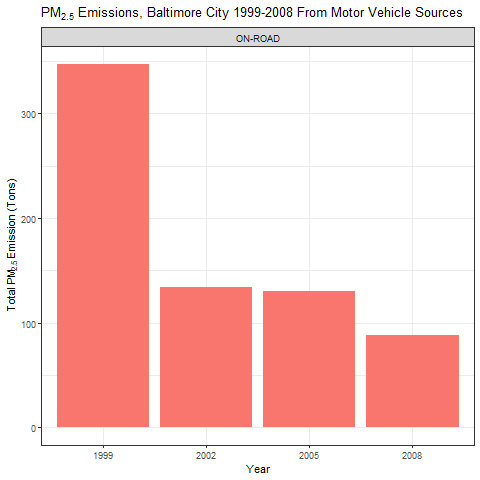 PM2.5 Emissions, Baltimore City 1999-2008 From Motor Vehicle Sources
ON-ROAD
Total PM2.5 Emission (Tons)
300
200
100
0
1999 2002 2005 2008
Year